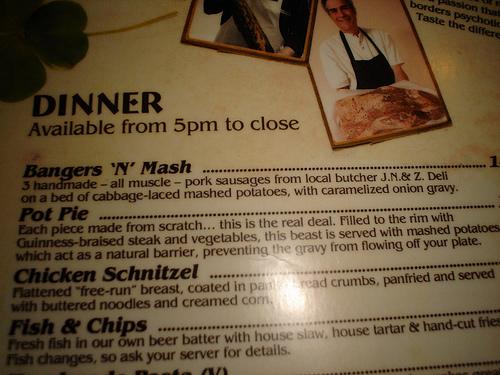 passion that
borders psycholo
Taste the differe
DINNER
Available from 5pm to close
Bangers 'N' Mash
3 handmade – all muscle – pork sausages from local butcher J.N.& Z. Deli
on a bed of cabbage-laced mashed potatoes, with caramelized onion gravy.
Pot Pie
Each piece made from scratch... this is the real deal. Filled to the rim with
Guinness-braised steak and vegetables, this beast is served with mashed potatoes
which act as a natural barrier, preventing the gravy from flowing off your plate.
Chicken Schnitzel
Flattened "free-run" breast, coated in crumbs, panfried and served
with buttered noodles and creamed corn.
Fish & Chips
Fresh fish in our own beer batter with house slaw, house tartar & hand-cut fries
Fish changes, so ask your server for details.